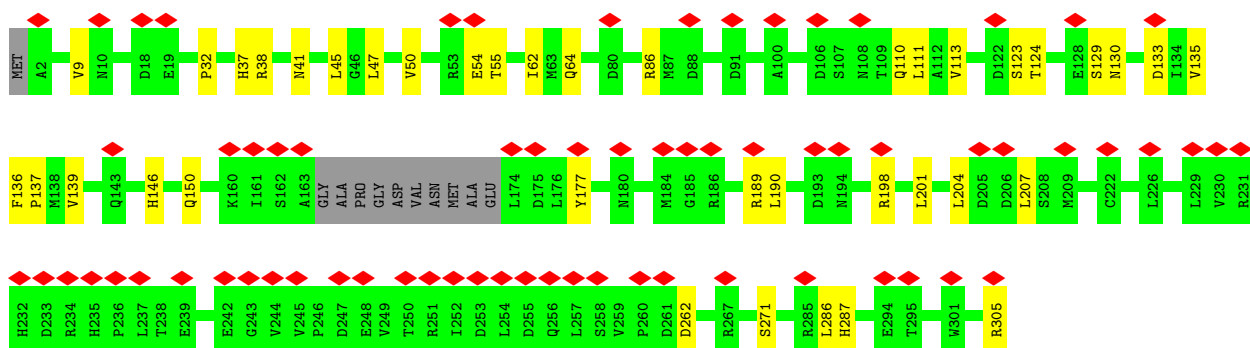 MET A2 V9 N10 D18 E19 P32 H37 R38 N41 L45 G46 L47 V50 R53 E54 T55 I62 M63 Q64 D80 R86 M87 D88 D91 A100 D106 S107 N108 T109 Q110 L111 A112 V113 D122 S123 T124 E128 S129 N130 D133 I134 V135
F136 P137 M138 V139 Q143 H146 Q150 K160 I161 S162 A163 GLY ALA PRO GLY ASP VAL ASN MET ALA GLU L174 D175 L176 Y177 N180 M184 G185 R186 R189 L190 D193 N194 R198 L201 L204 D205 D206 L207 S208 M209 C222 L226 L229 V230 R231
H232 D233 R234 H235 P236 L237 T238 E239 E242 G243 V244 V245 P246 D247 E248 V249 T250 R251 I252 D253 L254 D255 Q256 L257 S258 V259 P260 D261 D262 R267 S271 R285 L286 H287 E294 T295 W301 R305